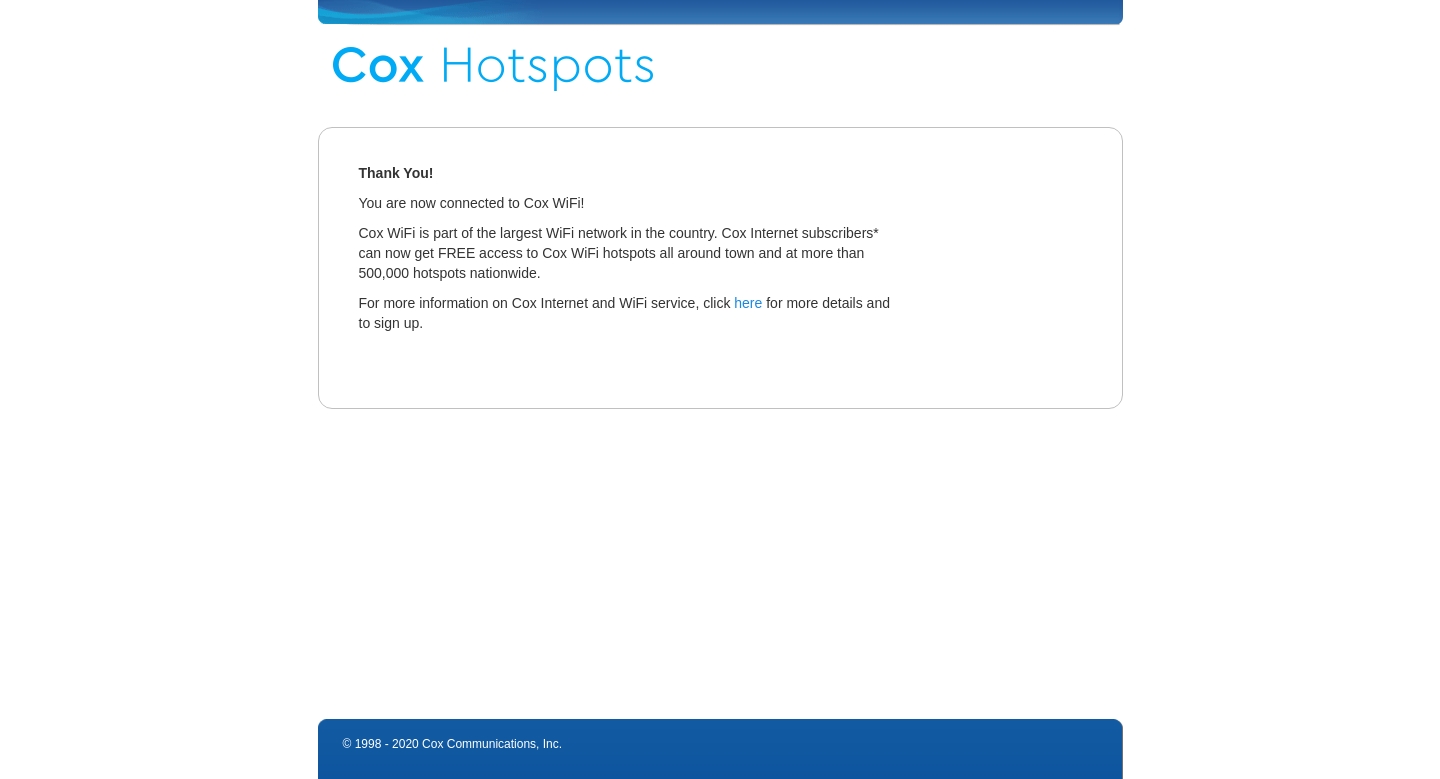 Cox Hotspots
Thank You!
You are now connected to Cox WiFi!
Cox WiFi is part of the largest WiFi network in the country. Cox Internet subscribers*
can now get FREE access to Cox WiFi hotspots all around town and at more than
500,000 hotspots nationwide.
For more information on Cox Internet and WiFi service, click here for more details and
to sign up.
© 1998 - 2020 Cox Communications, Inc.